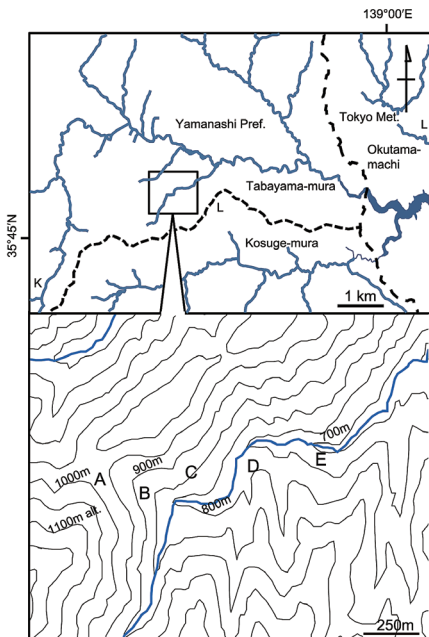 139°00′E
Yamanashi Pref.
Tokyo Met.
L
Okutama-
machi
Tabayama-mura
L
35°45′N
Kosuge-mura
K
1 km
700m
900m
D
E
C
1000m
A
B
800m
1100m alt.
250m